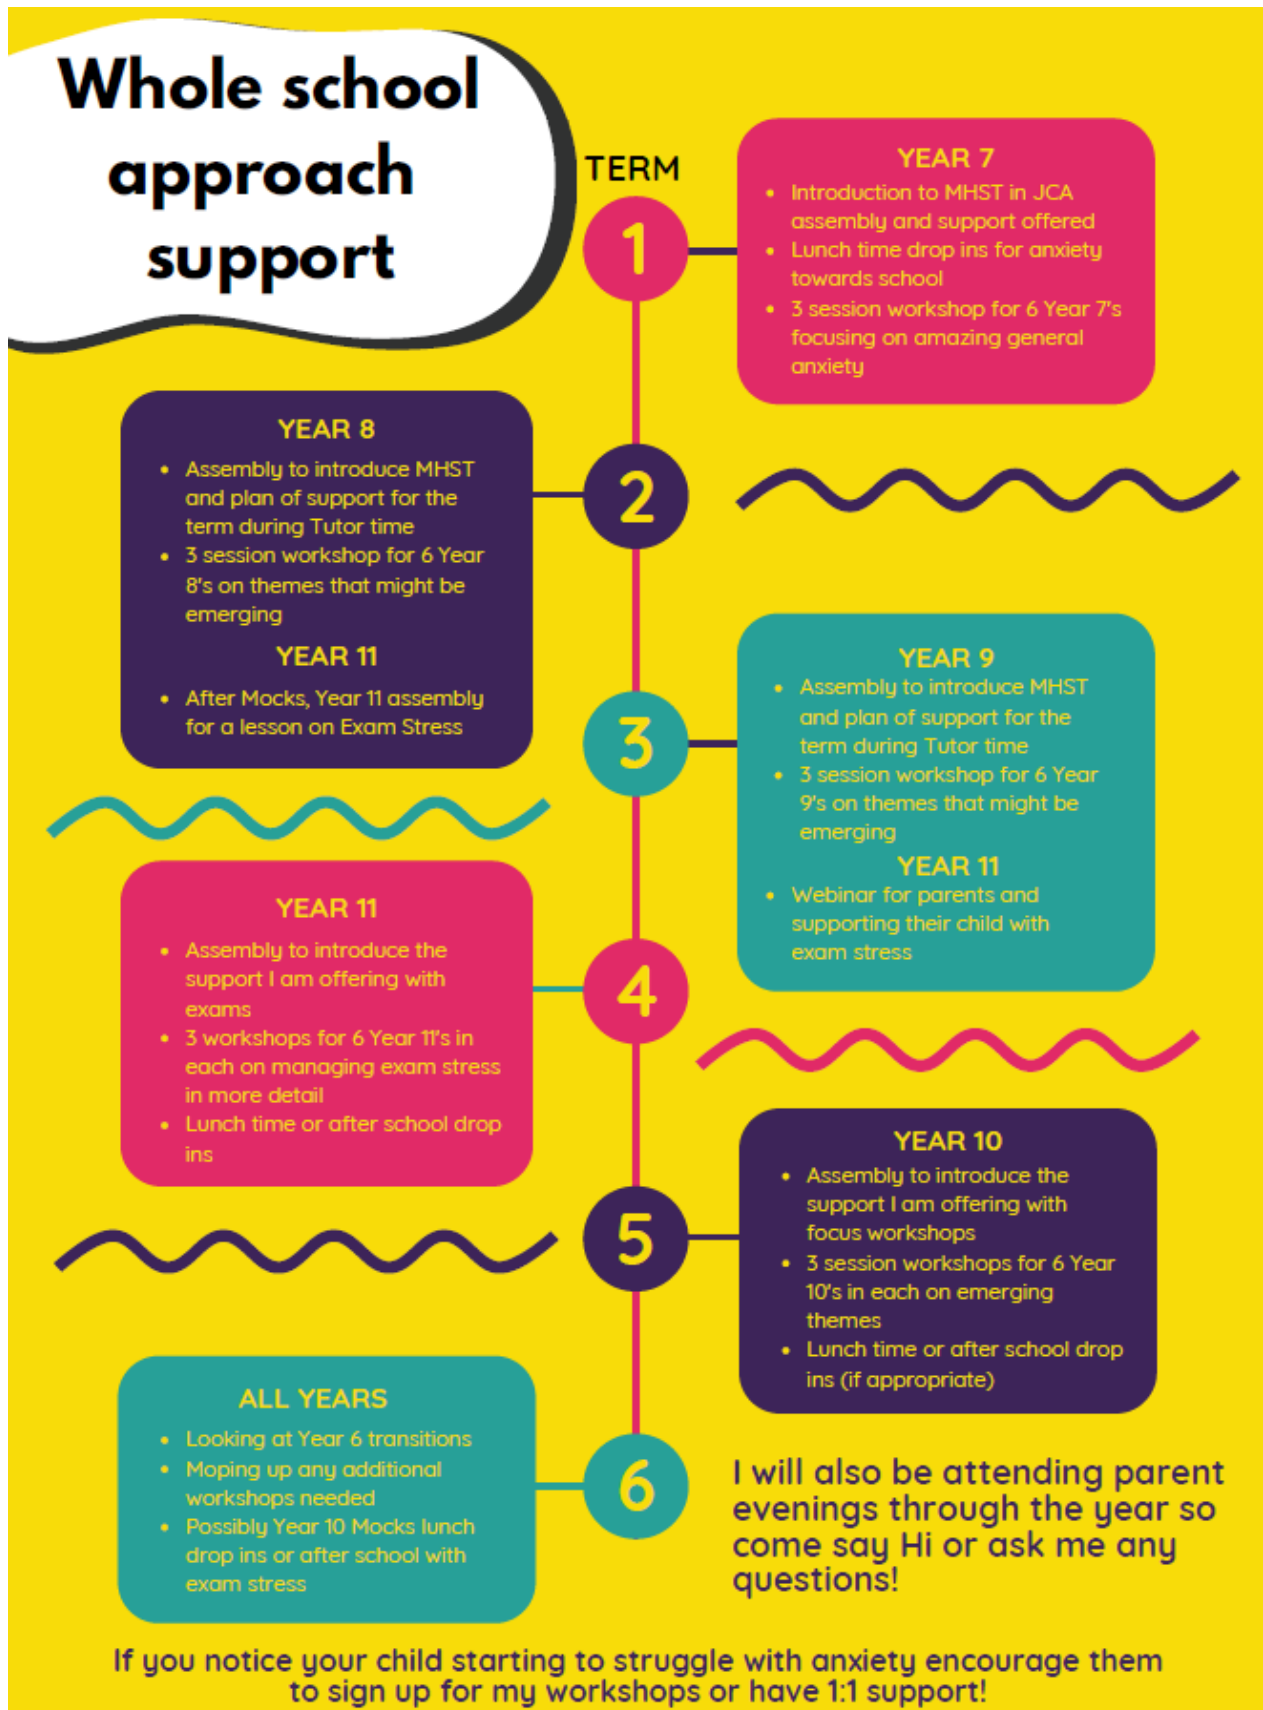 Whole school
approach
support
TERM
1
YEAR 7
• Introduction to MHST in JCA
assembly and support offered
• Lunch time drop ins for anxiety
towards school
• 3 session workshop for 6 Year 7's
focusing on amazing general
anxiety
2
YEAR 8
• Assembly to introduce MHST
and plan of support for the
term during Tutor time
• 3 session workshop for 6 Year
8's on themes that might be
emerging
YEAR 11
• After Mocks, Year 11 assembly
for a lesson on Exam Stress
3
YEAR 9
• Assembly to introduce MHST
and plan of support for the
term during Tutor time
• 3 session workshop for 6 Year
9's on themes that might be
emerging
YEAR 11
• Webinar for parents and
supporting their child with
exam stress
4
YEAR 11
• Assembly to introduce the
support I am offering with
exams
• 3 workshops for 6 Year 11's in
each on managing exam stress
in more detail
• Lunch time or after school drop
ins
5
YEAR 10
• Assembly to introduce the
support I am offering with
focus workshops
• 3 session workshops for 6 Year
10's in each on emerging
themes
• Lunch time or after school drop
ins (if appropriate)
6
ALL YEARS
• Looking at Year 6 transitions
• Moping up any additional
workshops needed
• Possibly Year 10 Mocks lunch
drop ins or after school with
exam stress
I will also be attending parent
evenings through the year so
come say Hi or ask me any
questions!
If you notice your child starting to struggle with anxiety encourage them
to sign up for my workshops or have 1:1 support!